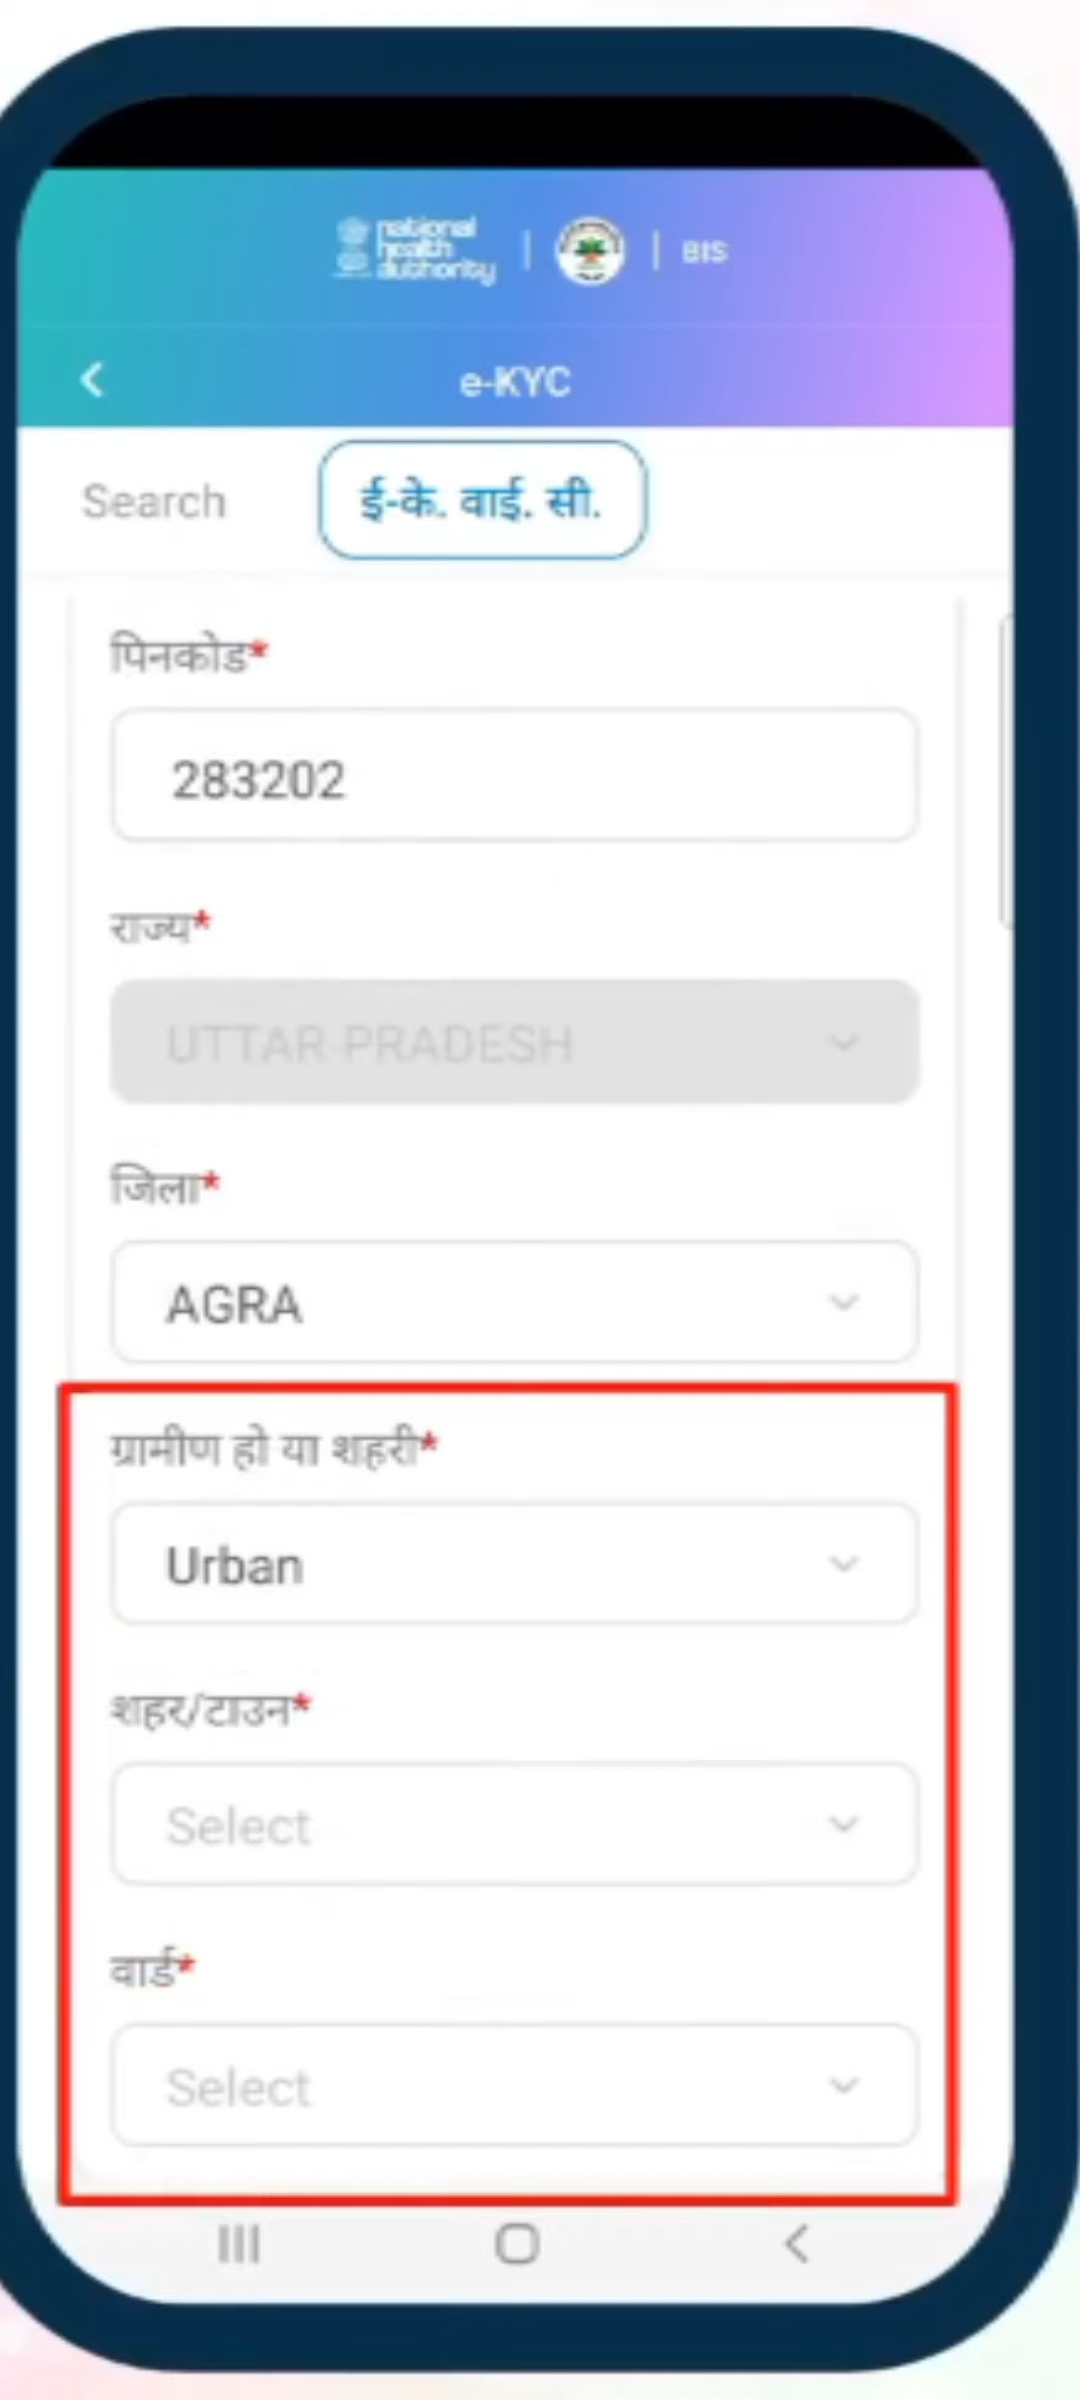 national
health
authority
BIS
e-KYC
Search
ई-के. वाई. सी.
पिनकोड*
283202
राज्य*
UTTAR PRADESH
जिला*
AGRA
ग्रामीण हो या शहरी*
Urban
शहर/टाउन*
Select
वार्ड*
Select